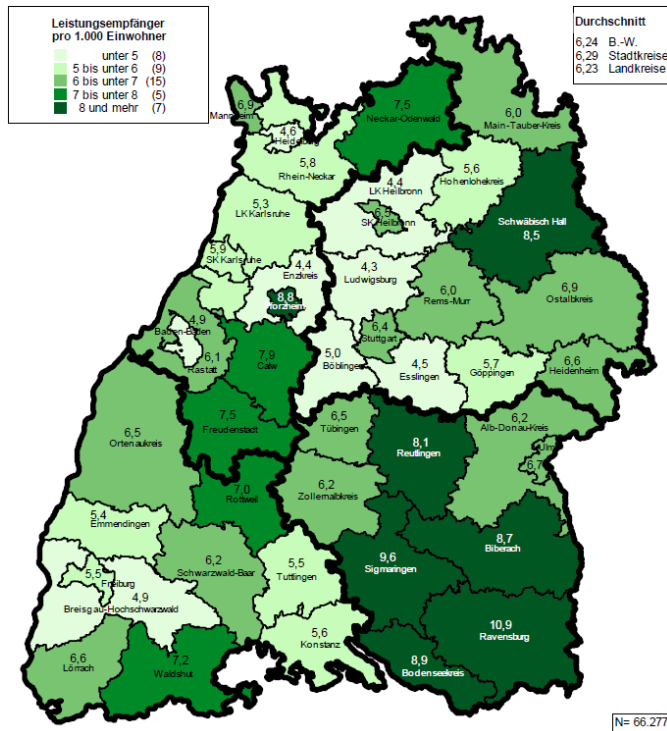 Leistungsempfänger
pro 1.000 Einwohner
unter 5 (8)
5 bis unter 6 (9)
6 bis unter 7 (15)
7 bis unter 8 (5)
8 und mehr (7)
Durchschnitt
6,24 B.-W.
6,29 Stadtkreise
6,23 Landkreise
6,9
Mannheim
4,6
Heidelberg
7,5
Neckar-Odenwald
6,0
Main-Tauber-Kreis
5,8
Rhein-Neckar
4,4
LK Heilbronn
5,6
Hohenlohekreis
6,5
SK Heilbronn
Schwäbisch Hall
8,5
5,3
LK Karlsruhe
5,9
SK Karlsruhe
4,4
Enzkreis
4,3
Ludwigsburg
8,8
Pforzheim
6,0
Rems-Murr
6,9
Ostalbkreis
4,9
Baden-Baden
6,1
Rastatt
7,9
Calw
5,0
Böblingen
6,4
Stuttgart
4,5
Esslingen
5,7
Göppingen
6,6
Heidenheim
6,5
Ortenaukreis
7,5
Freudenstadt
6,5
Tübingen
8,1
Reutlingen
6,2
Alb-Donau-Kreis
Ulm
6,7
7,0
Rottweil
6,2
Zollernalbkreis
5,4
Emmendingen
6,2
Schwarzwald-Baar
5,5
Tuttlingen
9,6
Sigmaringen
8,7
Biberach
5,5
Freiburg
4,9
Breisgau-Hochschwarzwald
6,6
Lörrach
7,2
Waldshut
5,6
Konstanz
8,9
Bodenseekreis
10,9
Ravensburg
N= 66.277